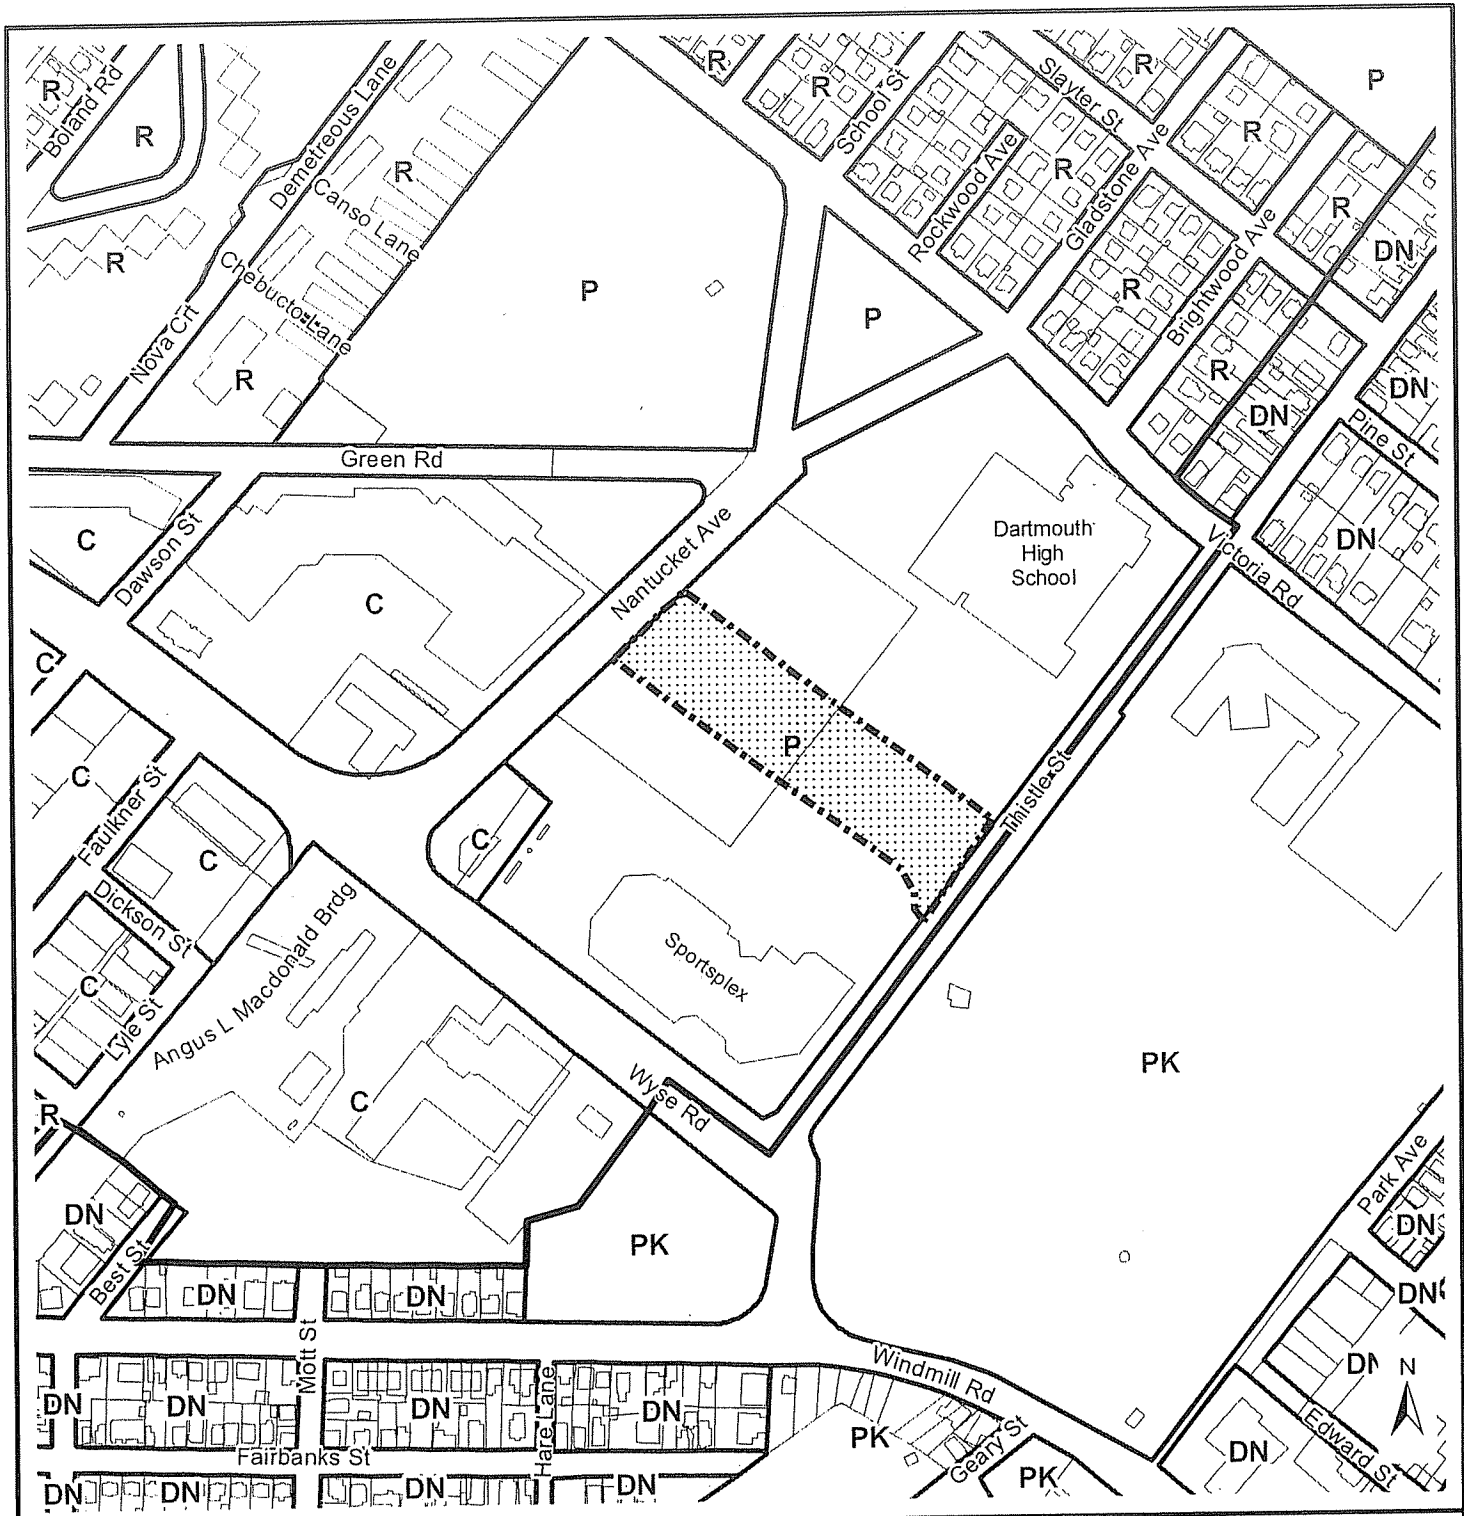 R
Boland Rd
R
R
Demetreous Lane
R
Canso Lane
Chebucto Lane
Nova Crt
R
P
R
R
School St
Slayter St
R
P
R
Rockwood Ave
R
Gladstone Ave
R
DN
P
R
Brightwood Ave
R
DN
DN
Pine St
Green Rd
C
Dawson St
C
Nantucket Ave
Dartmouth
High
School
DN
Victoria Rd
C
C
Faulkner St
P
Thistle St
C
C
Dickson St
C
Lyle St
Angus L Macdonald Brdg
Sportsplex
PK
C
Wyse Rd
R
DN
Best St
PK
Park Ave
DN
DN
DN
DN
Mott St
Windmill Rd
DN
N
DN
DN
DN
Hare Lane
DN
PK
Geary St
PK
DN
Edward St
Fairbanks St
DN
DN
DN
DN